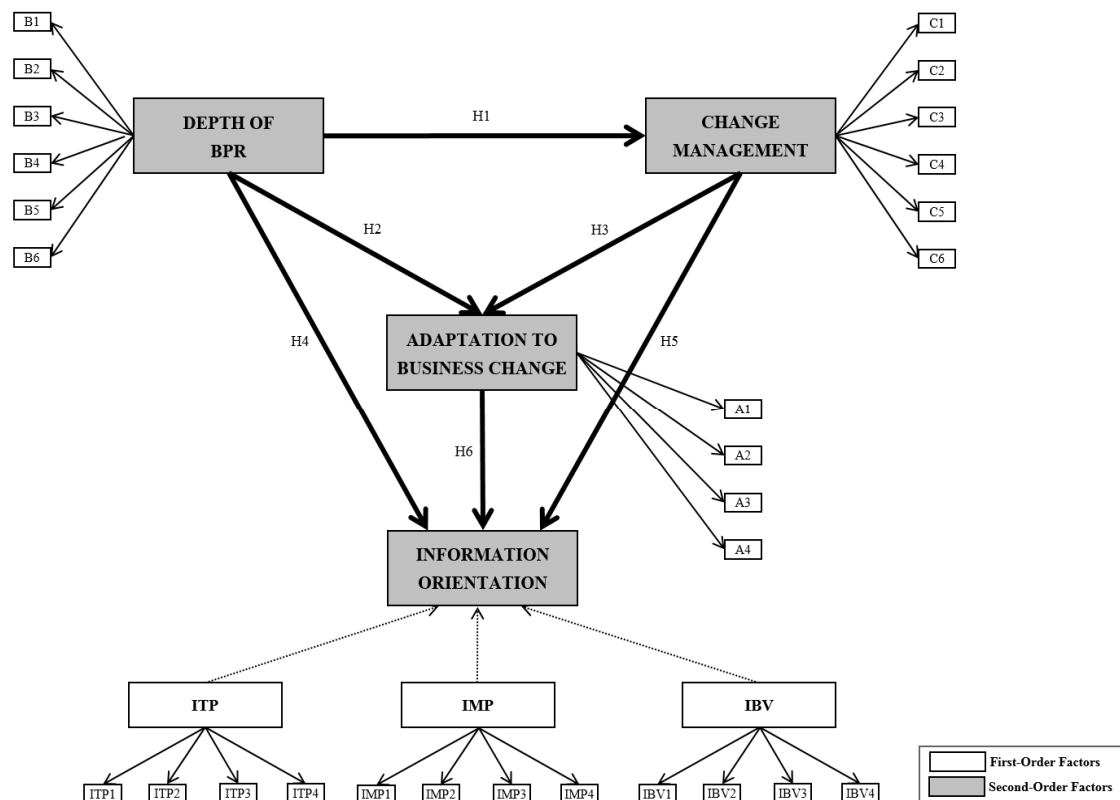 B1
B2
B3
B4
B5
B6
DEPTH OF
BPR
H1
CHANGE
MANAGEMENT
C1
C2
C3
C4
C5
C6
H2
H3
H4
ADAPTATION TO
BUSINESS CHANGE
H5
H6
A1
A2
A3
A4
INFORMATION
ORIENTATION
ITP
IMP
IBV
ITP1
ITP2
ITP3
ITP4
IMP1
IMP2
IMP3
IMP4
IBV1
IBV2
IBV3
IBV4
First-Order Factors
Second-Order Factors